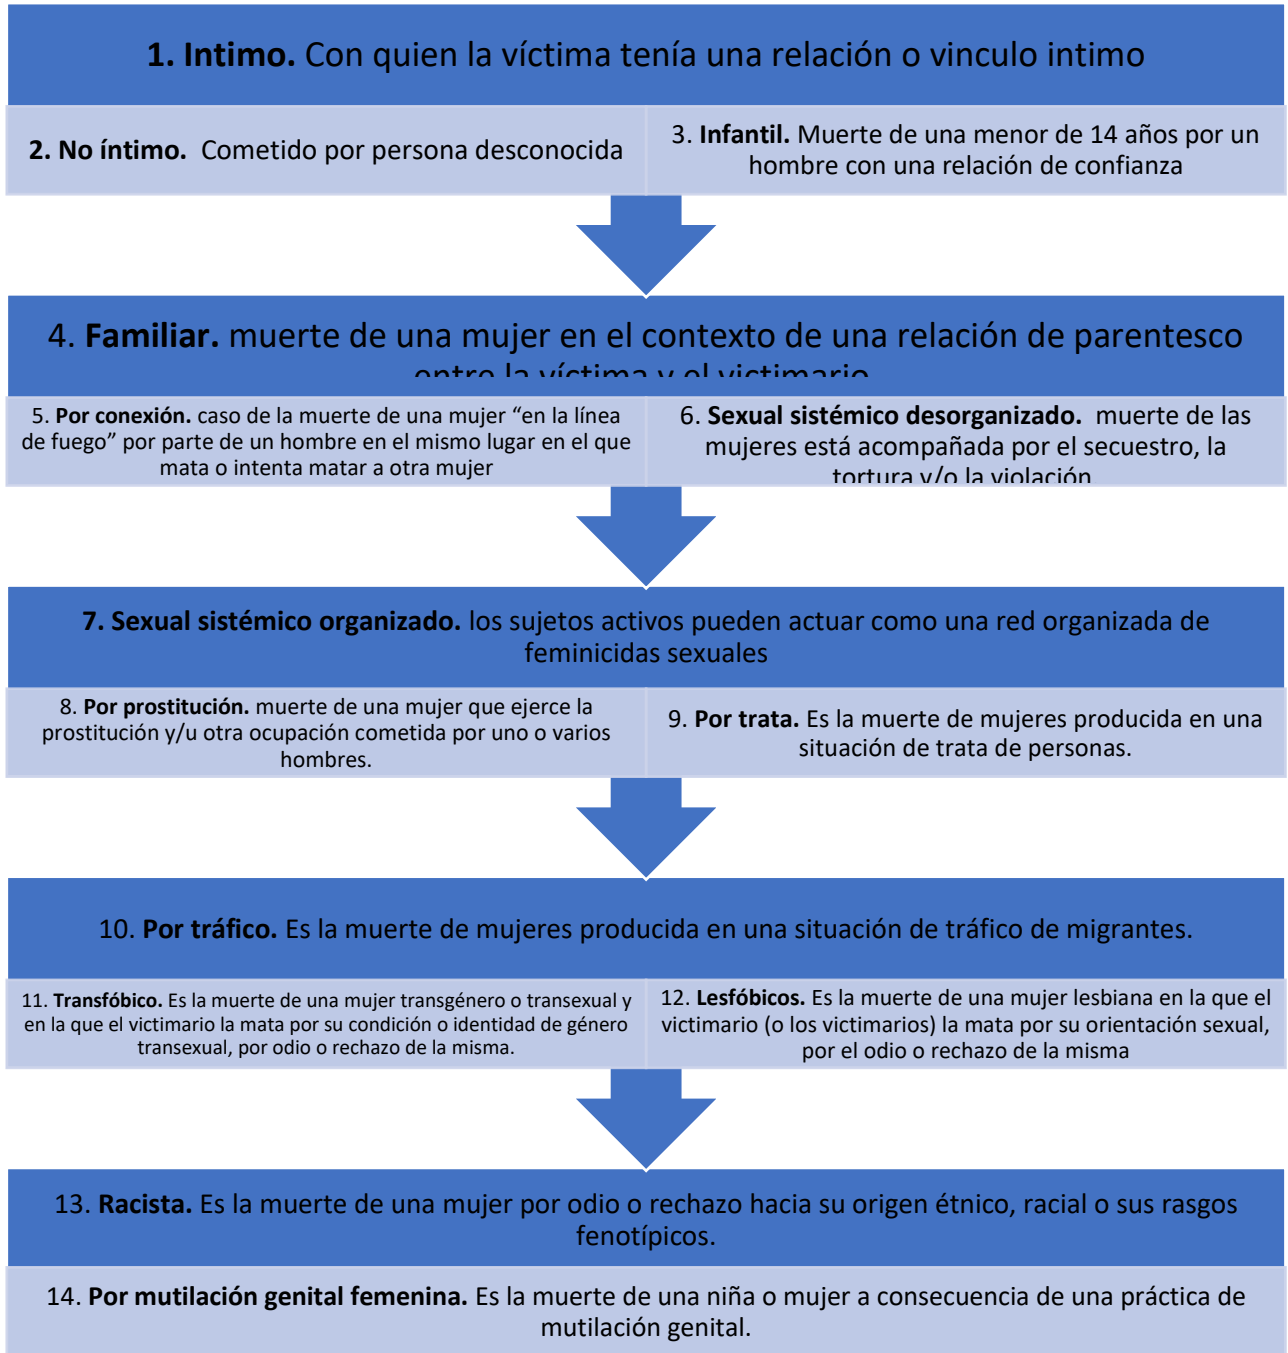 1. Intimo. Con quien la víctima tenía una relación o vinculo intimo
2. No íntimo. Cometido por persona desconocida
3. Infantil. Muerte de una menor de 14 años por un
hombre con una relación de confianza
4. Familiar. muerte de una mujer en el contexto de una relación de parentesco
entre la víctima y el victimario
5. Por conexión. caso de la muerte de una mujer “en la línea
de fuego” por parte de un hombre en el mismo lugar en el que
mata o intenta matar a otra mujer
6. Sexual sistémico desorganizado. muerte de las
mujeres está acompañada por el secuestro, la
tortura y/o la violación
7. Sexual sistémico organizado. los sujetos activos pueden actuar como una red organizada de
feminicidas sexuales
8. Por prostitución. muerte de una mujer que ejerce la
prostitución y/u otra ocupación cometida por uno o varios
hombres.
9. Por trata. Es la muerte de mujeres producida en una
situación de trata de personas.
10. Por tráfico. Es la muerte de mujeres producida en una situación de tráfico de migrantes.
11. Transfóbico. Es la muerte de una mujer transgénero o transexual y
en la que el victimario la mata por su condición o identidad de género
transexual, por odio o rechazo de la misma.
12. Lesfóbicos. Es la muerte de una mujer lesbiana en la que el
victimario (o los victimarios) la mata por su orientación sexual,
por el odio o rechazo de la misma
13. Racista. Es la muerte de una mujer por odio o rechazo hacia su origen étnico, racial o sus rasgos
fenotípicos.
14. Por mutilación genital femenina. Es la muerte de una niña o mujer a consecuencia de una práctica de
mutilación genital.